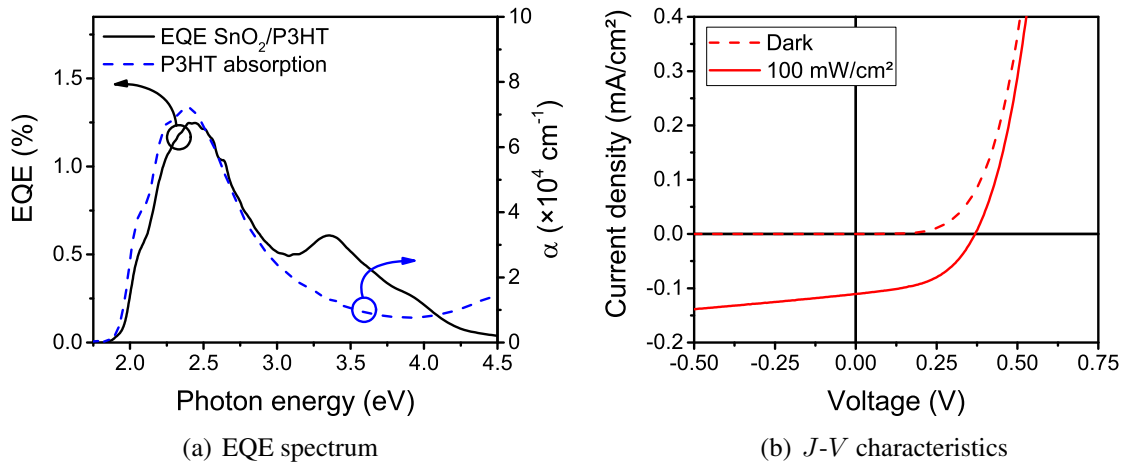 EQE SnO₂/P3HT
P3HT absorption
EQE (%)
0.0
0.5
1.0
1.5
0
2
4
6
8
10
α (×10⁴ cm⁻¹)
2.0 2.5 3.0 3.5 4.0 4.5
Photon energy (eV)
(a) EQE spectrum
Dark
100 mW/cm²
Current density (mA/cm²)
0.4
0.3
0.2
0.1
0.0
-0.1
-0.2
-0.50 -0.25 0.00 0.25 0.50 0.75
Voltage (V)
(b) J-V characteristics